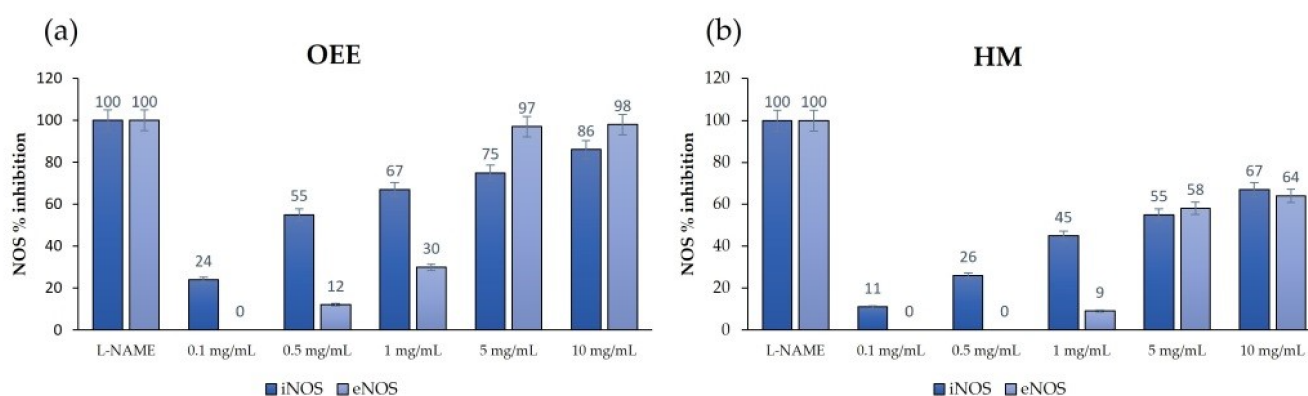 (a)
OEE
NOS % inhibition
120
100
80
60
40
20
0
100 100
24 0
55 12
67 30
75 97
86 98
L-NAME 0.1 mg/mL 0.5 mg/mL 1 mg/mL 5 mg/mL 10 mg/mL
iNOS eNOS
(b)
HM
NOS % inhibition
120
100
80
60
40
20
0
100 100
11 0
26 0
45 9
55 58
67 64
L-NAME 0.1 mg/mL 0.5 mg/mL 1 mg/mL 5 mg/mL 10 mg/mL
iNOS eNOS